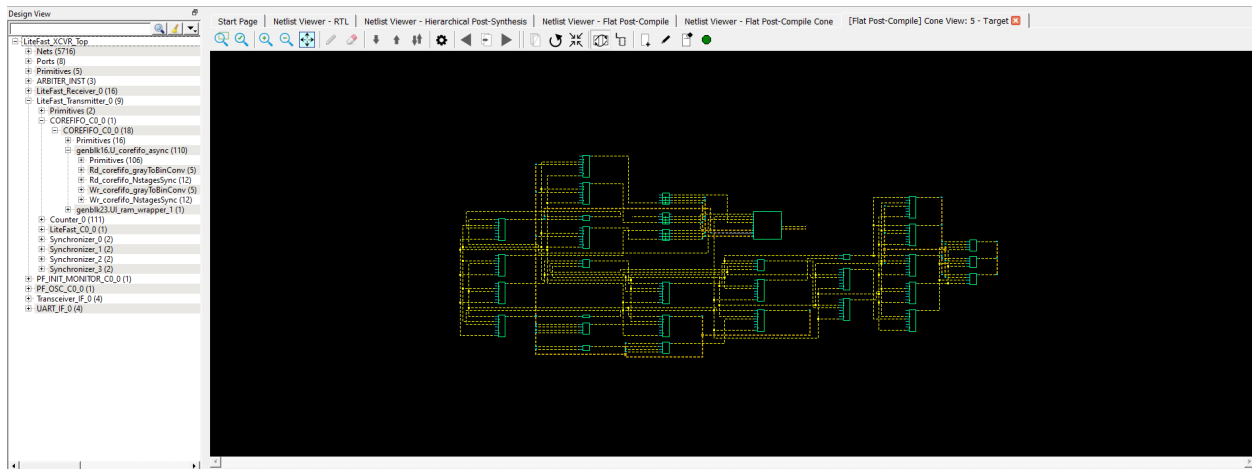 Design View
Start Page
Netlist Viewer - RTL
Netlist Viewer - Hierarchical Post-Synthesis
Netlist Viewer - Flat Post-Compile
Netlist Viewer - Flat Post-Compile Cone
[Flat Post-Compile] Cone View: 5 - Target
LiteFast_XCVR_Top
Nets (5716)
Ports (8)
Primitives (5)
ARBITER_INST (3)
LiteFast_Receiver_0 (16)
LiteFast_Transmitter_0 (9)
Primitives (2)
COREFIFO_C0_0 (1)
COREFIFO_C0_0 (18)
Primitives (16)
genblk16.U_corefifo_async (110)
Primitives (106)
Rd_corefifo_grayToBinConv (5)
Rd_corefifo_NstagesSync (12)
Wr_corefifo_grayToBinConv (5)
Wr_corefifo_NstagesSync (12)
genblk23.UI_ram_wrapper_1 (1)
Counter_0 (111)
LiteFast_C0_0 (1)
Synchronizer_0 (2)
Synchronizer_1 (2)
Synchronizer_2 (2)
Synchronizer_3 (2)
PF_INIT_MONITOR_C0_0 (1)
PF_OSC_C0_0 (1)
Transceiver_IF_0 (4)
UART_IF_0 (4)